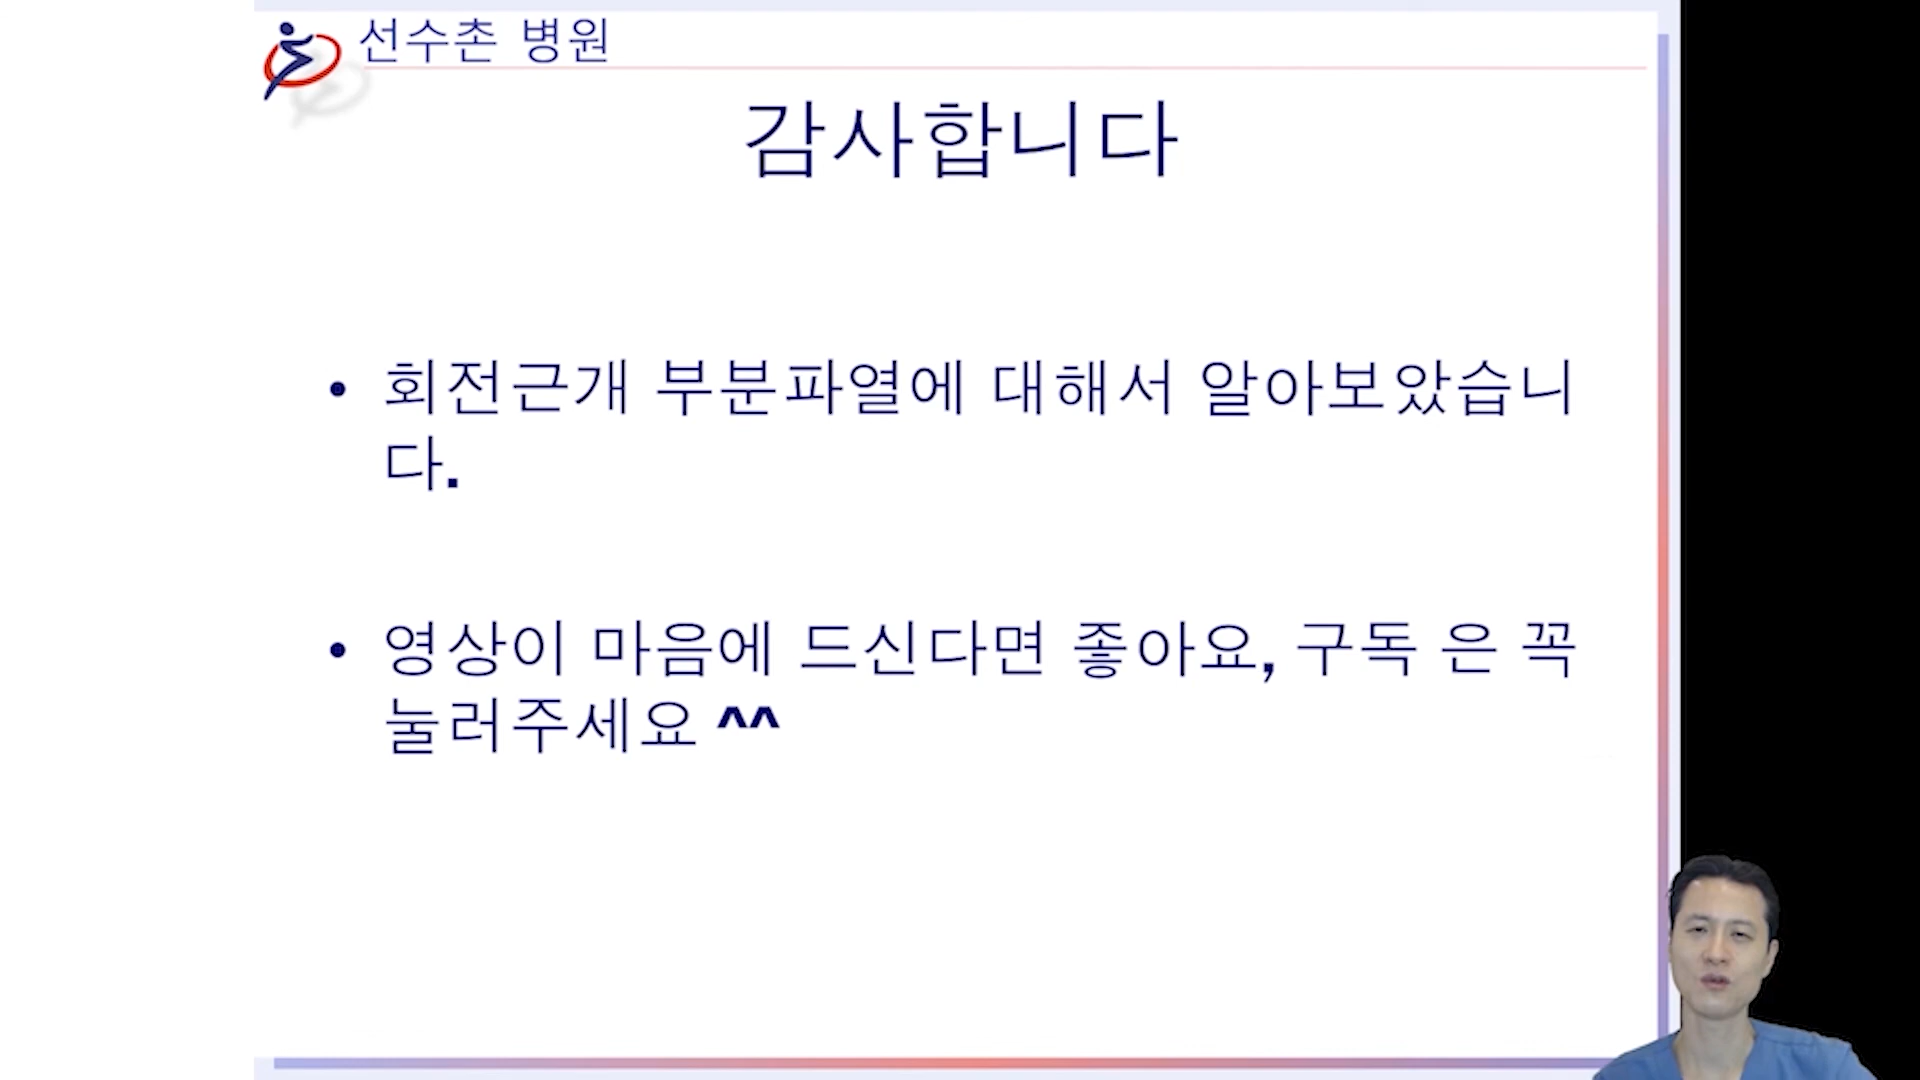 선수촌 병원
감사합니다
• 회전근개 부분파열에 대해서 알아보았습니
다.
• 영상이 마음에 드신다면 좋아요, 구독 은 꼭
눌러주세요 ^^